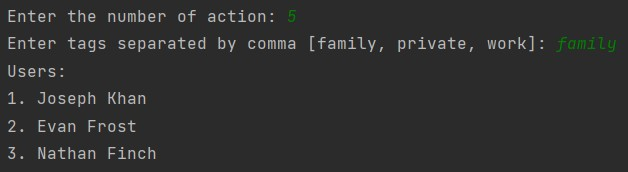 Enter the number of action: 5
Enter tags separated by comma [family, private, work]: family
Users:
1. Joseph Khan
2. Evan Frost
3. Nathan Finch